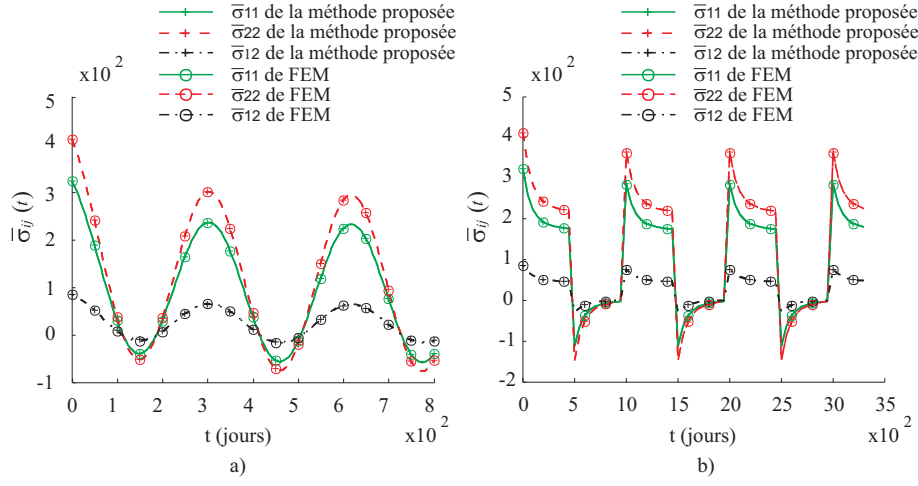 σ̅11 de la méthode proposée
σ̅22 de la méthode proposée
σ̅12 de la méthode proposée
σ̅11 de FEM
σ̅22 de FEM
σ̅12 de FEM
x10 2
5
4
3
2
1
0
-1
σ̅ij (t)
0 1 2 3 4 5 6 7 8
t (jours)
x10 2
a)
σ̅11 de la méthode proposée
σ̅22 de la méthode proposée
σ̅12 de la méthode proposée
σ̅11 de FEM
σ̅22 de FEM
σ̅12 de FEM
x10 2
5
4
3
2
1
0
-1
-2
σ̅ij (t)
0 5 10 15 20 25 30 35
t (jours)
x10 2
b)